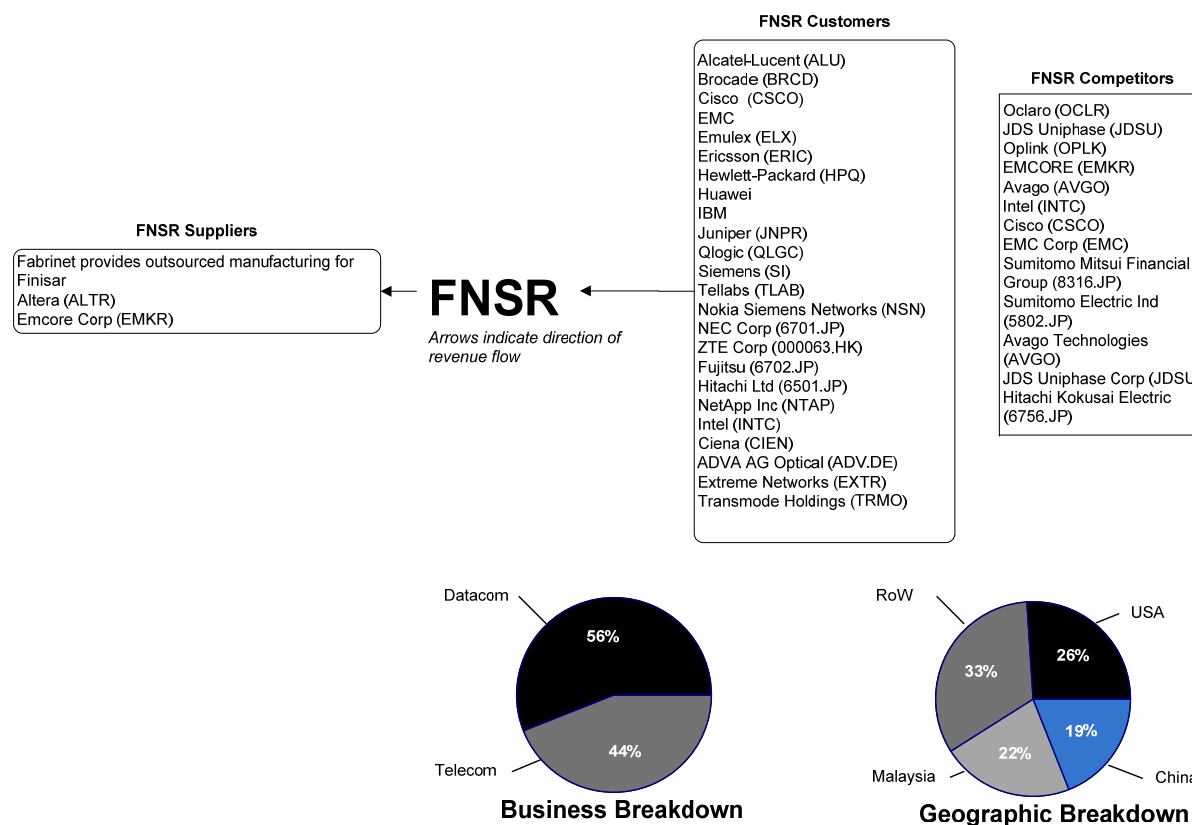 FNSR Customers
Alcatel-Lucent (ALU)
Brocade (BRCD)
Cisco (CSCO)
EMC
Emulex (ELX)
Ericsson (ERIC)
Hewlett-Packard (HPQ)
Huawei
IBM
Juniper (JNPR)
Qlogic (QLGC)
Siemens (SI)
Tellabs (TLAB)
Nokia Siemens Networks (NSN)
NEC Corp (6701.JP)
ZTE Corp (000063.HK)
Fujitsu (6702.JP)
Hitachi Ltd (6501.JP)
NetApp Inc (NTAP)
Intel (INTC)
Ciena (CIEN)
ADVA AG Optical (ADV.DE)
Extreme Networks (EXTR)
Transmode Holdings (TRMO)
FNSR Competitors
Oclaro (OCLR)
JDS Uniphase (JDSU)
Oplink (OPLK)
EMCORE (EMKR)
Avago (AVGO)
Intel (INTC)
Cisco (CSCO)
EMC Corp (EMC)
Sumitomo Mitsui Financial
Group (8316.JP)
Sumitomo Electric Ind
(5802.JP)
Avago Technologies
(AVGO)
JDS Uniphase Corp (JDSU
Hitachi Kokusai Electric
(6756.JP)
FNSR Suppliers
Fabrinet provides outsourced manufacturing for
Finisar
Altera (ALTR)
Emcore Corp (EMKR)
FNSR
Arrows indicate direction of
revenue flow
Datacom
56%
44%
Telecom
Business Breakdown
RoW
USA
26%
33%
19%
22%
Malaysia
China
Geographic Breakdown